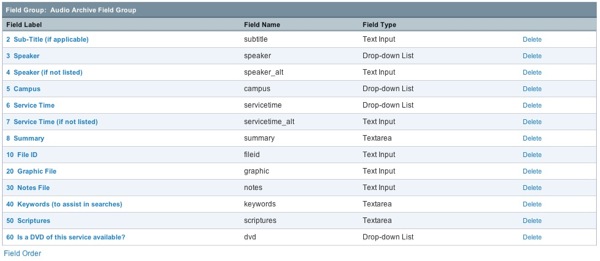 Field Group: Audio Archive Field Group
Field Label Field Name Field Type
2 Sub-Title (if applicable) subtitle Text Input Delete
3 Speaker speaker Drop-down List Delete
4 Speaker (if not listed) speaker_alt Text Input Delete
5 Campus campus Drop-down List Delete
6 Service Time servicetime Drop-down List Delete
7 Service Time (if not listed) servicetime_alt Text Input Delete
8 Summary summary Textarea Delete
10 File ID fileid Text Input Delete
20 Graphic File graphic Text Input Delete
30 Notes File notes Text Input Delete
40 Keywords (to assist in searches) keywords Textarea Delete
50 Scriptures scriptures Textarea Delete
60 Is a DVD of this service available? dvd Drop-down List Delete
Field Order